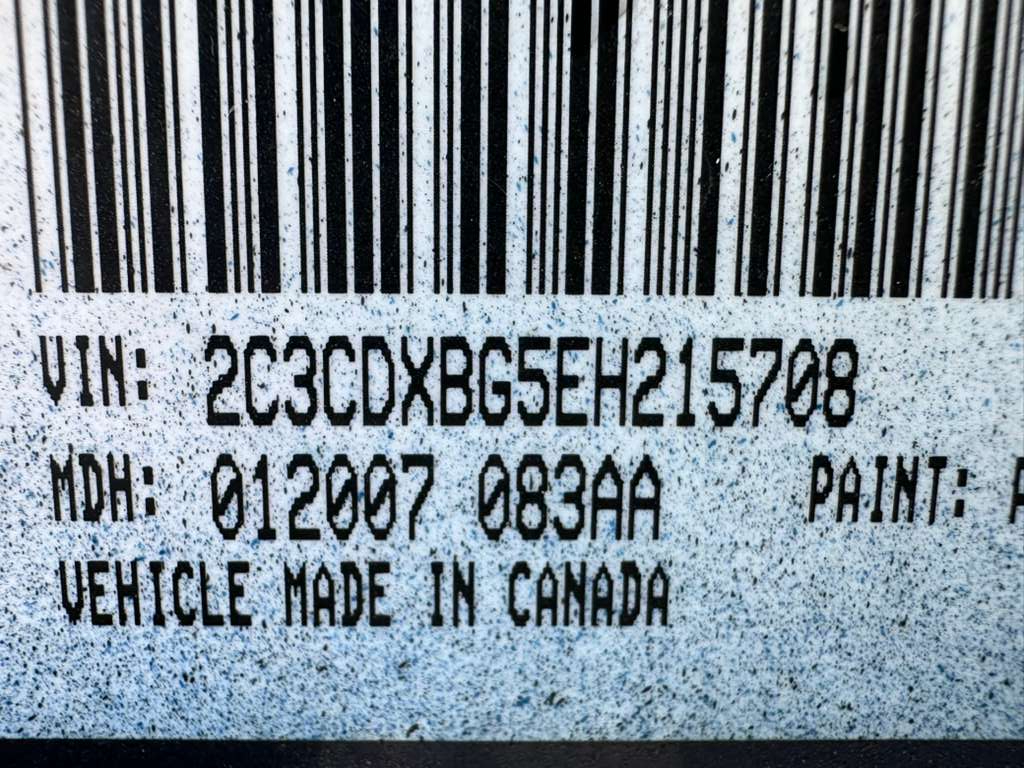 VIN: 2C3CDXBG5EH215708
MDH: 012007 083AA PAINT:
VEHICLE MADE IN CANADA